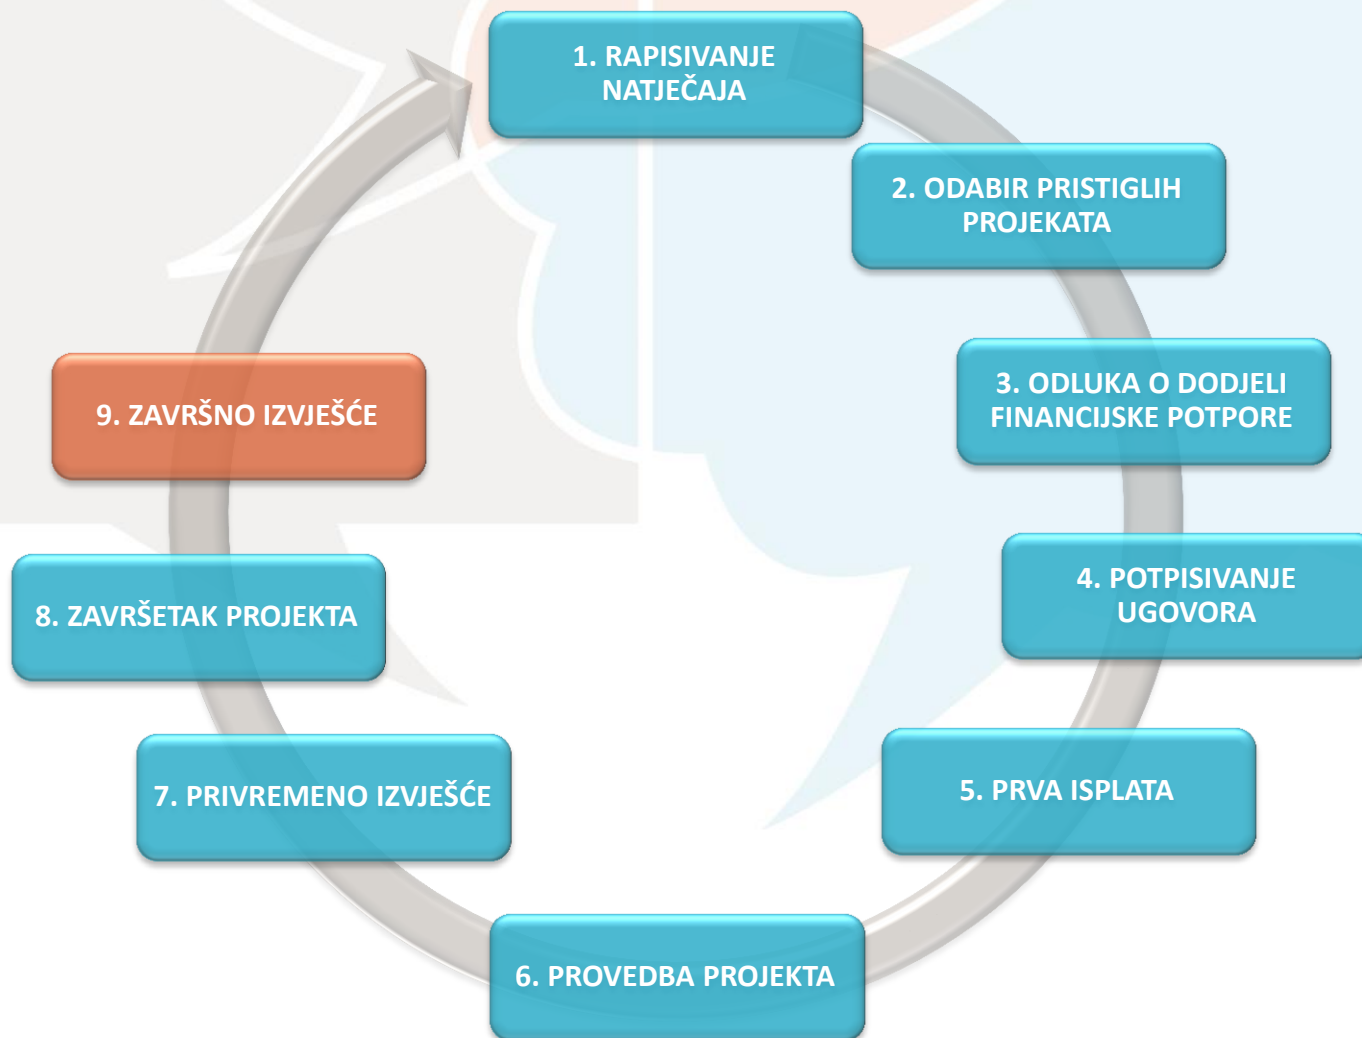 1. RAPISIVANJE
NATJEČAJA
2. ODABIR PRISTIGLIH
PROJEKATA
3. ODLUKA O DODJELI
FINANCIJSKE POTPORE
4. POTPISIVANJE
UGOVORA
5. PRVA ISPLATA
6. PROVEDBA PROJEKTA
7. PRIVREMENO IZVJEŠĆE
8. ZAVRŠETAK PROJEKTA
9. ZAVRŠNO IZVJEŠĆE